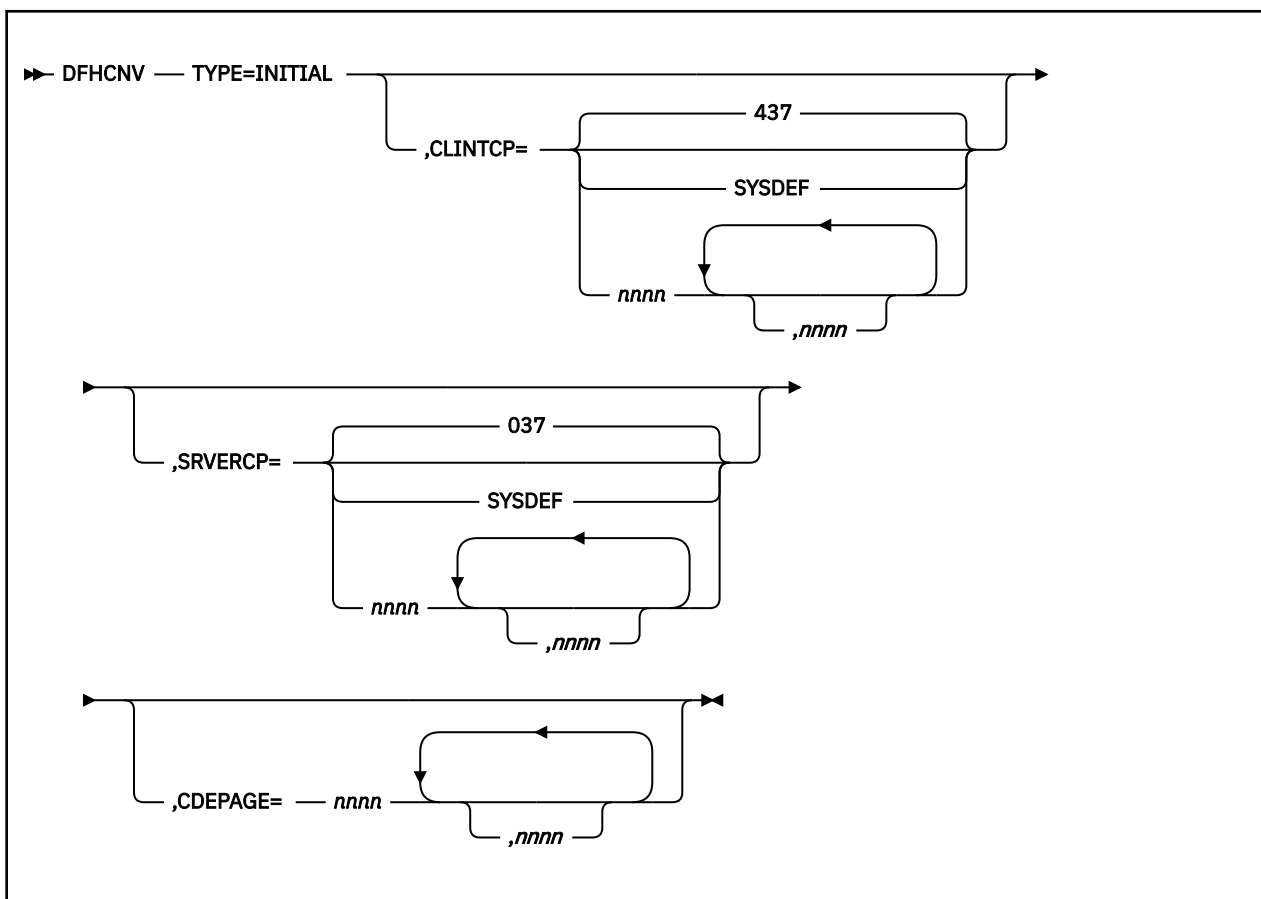 DFHCNV TYPE=INITIAL
437
,CLINTCP=
SYSDEF
nnnn
,nnnn
037
,SRVERCP=
SYSDEF
nnnn
,nnnn
,CDEPAGE= nnnn
,nnnn